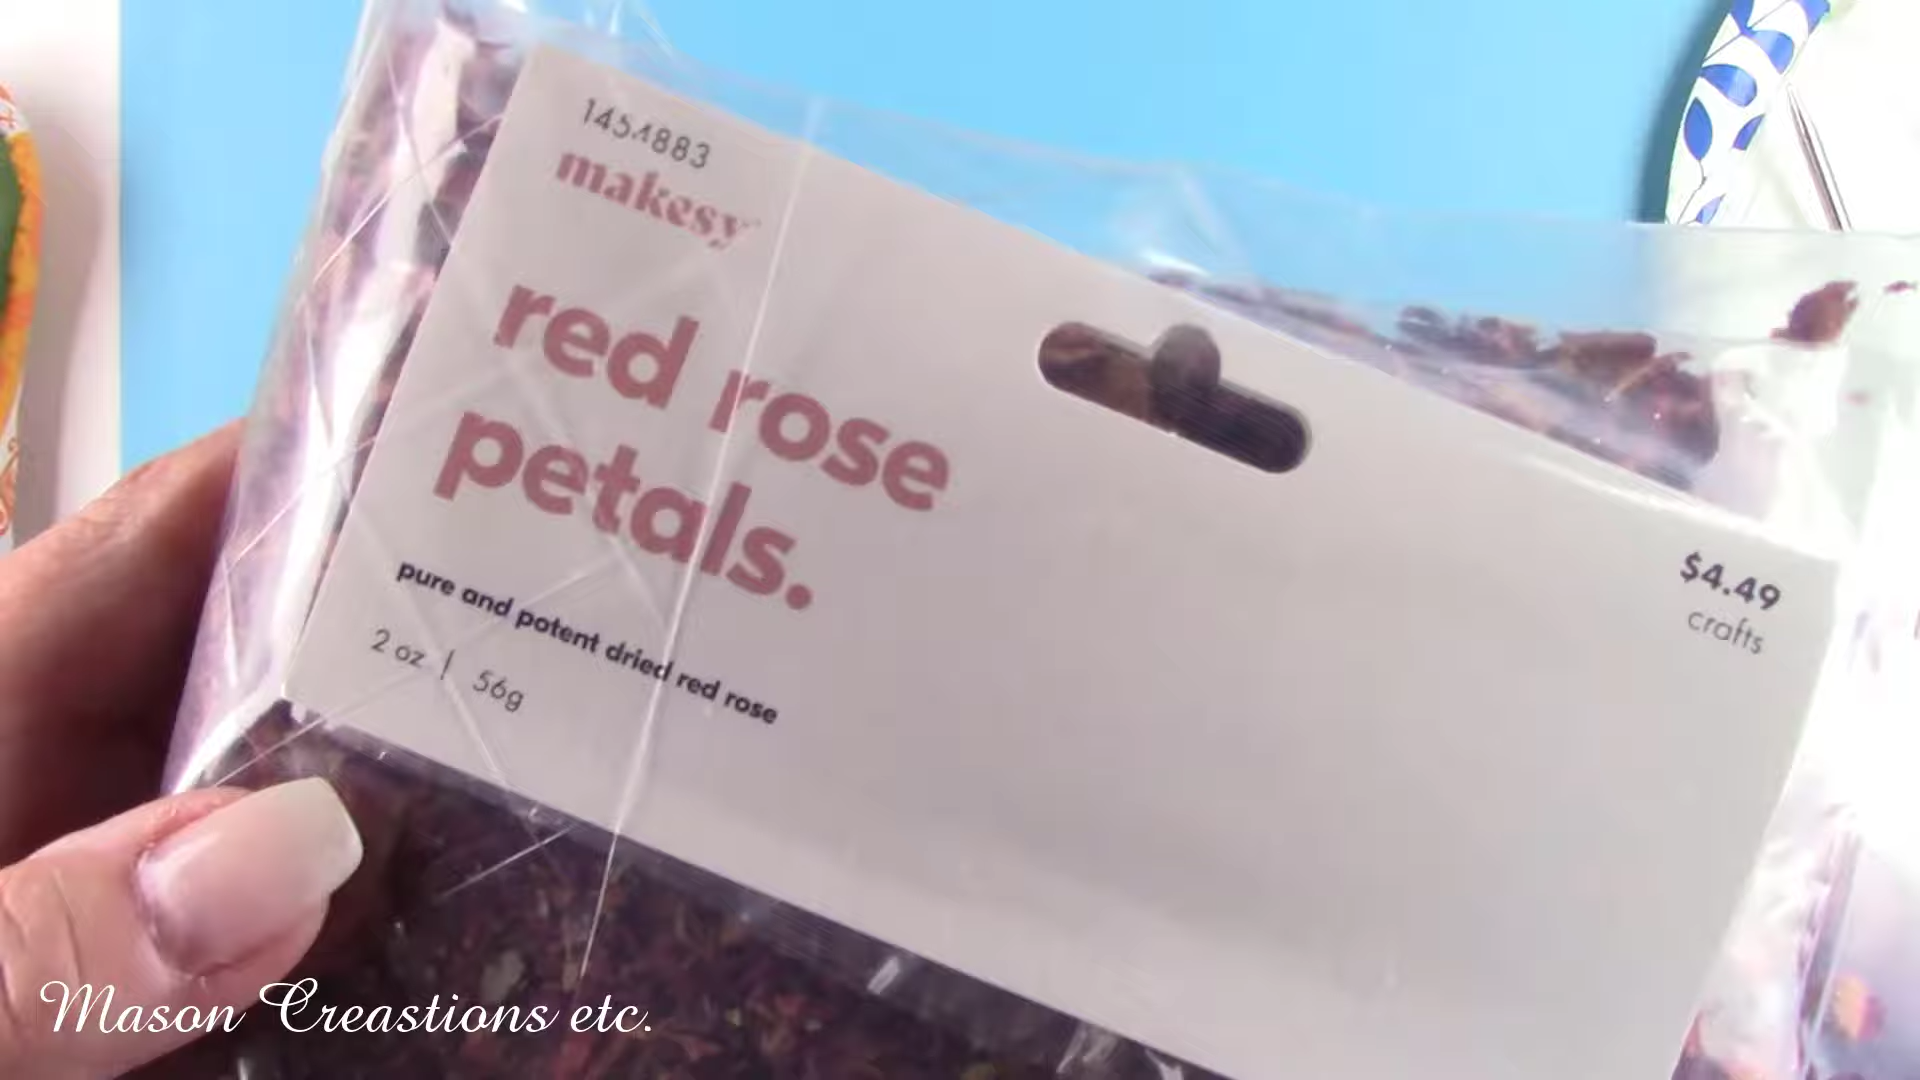 1454883
makesy
red rose
petals.
pure and potent dried red rose
2 oz | 56g
$4.49
crafts
Mason Creastions etc.